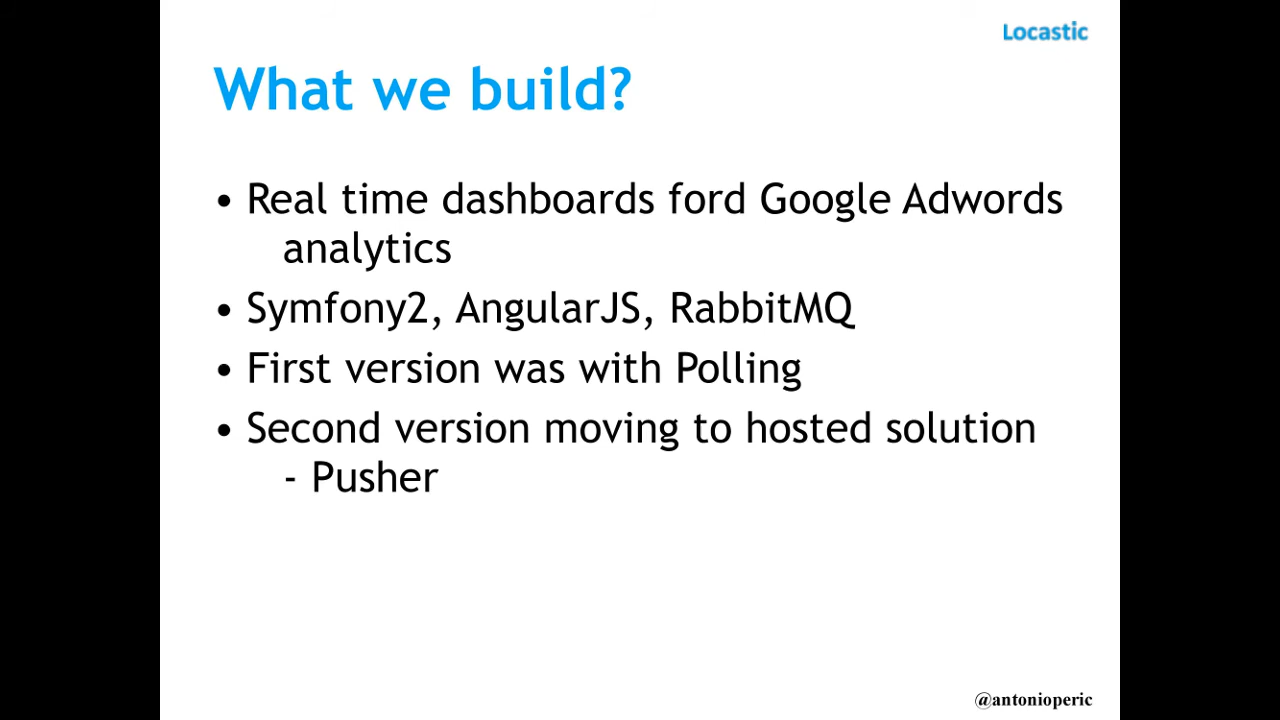 Locastic
What we build?
• Real time dashboards ford Google Adwords
analytics
• Symfony2, AngularJS, RabbitMQ
• First version was with Polling
• Second version moving to hosted solution
- Pusher
@antonioperic